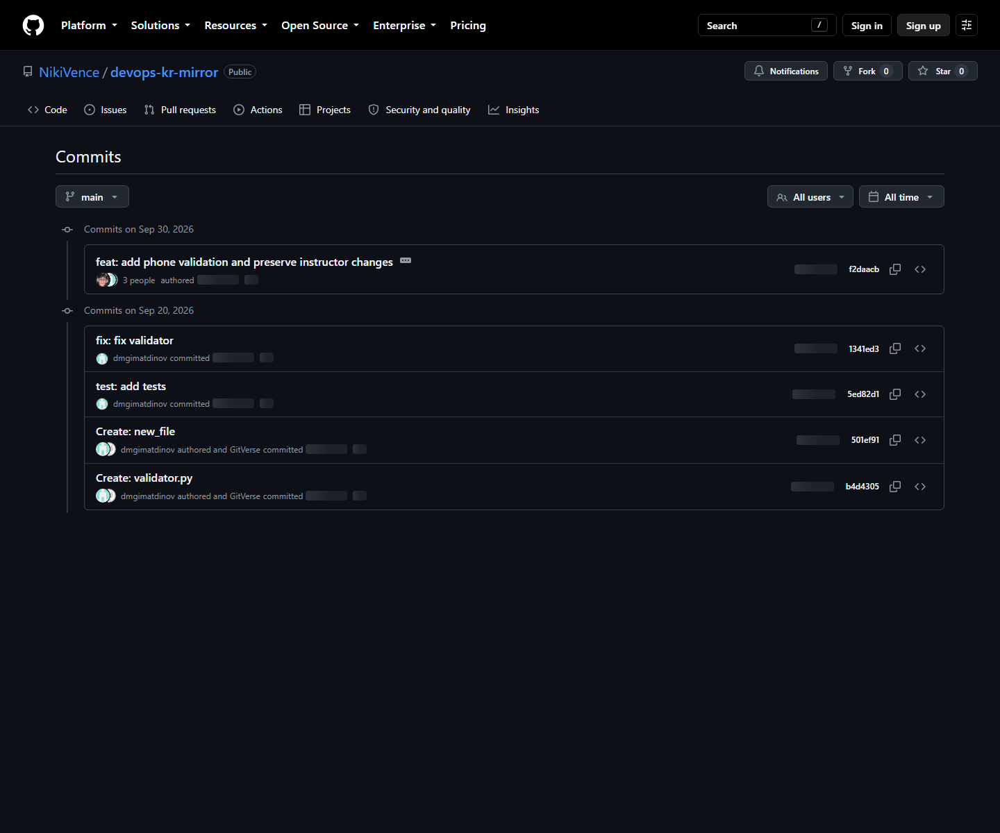 Platform Solutions Resources Open Source Enterprise Pricing Search / Sign in Sign up
NikiVence / devops-kr-mirror Public Notifications Fork 0 Star 0
Code Issues Pull requests Actions Projects Security and quality Insights
Commits
main All users All time
Commits on Sep 30, 2026
feat: add phone validation and preserve instructor changes
3 people authored f2daacb
Commits on Sep 20, 2026
fix: fix validator
dmgimatdinov committed 1341ed3
test: add tests
dmgimatdinov committed 5ed82d1
Create: new_file
dmgimatdinov authored and GitVerse committed 501ef91
Create: validator.py
dmgimatdinov authored and GitVerse committed b4d4305